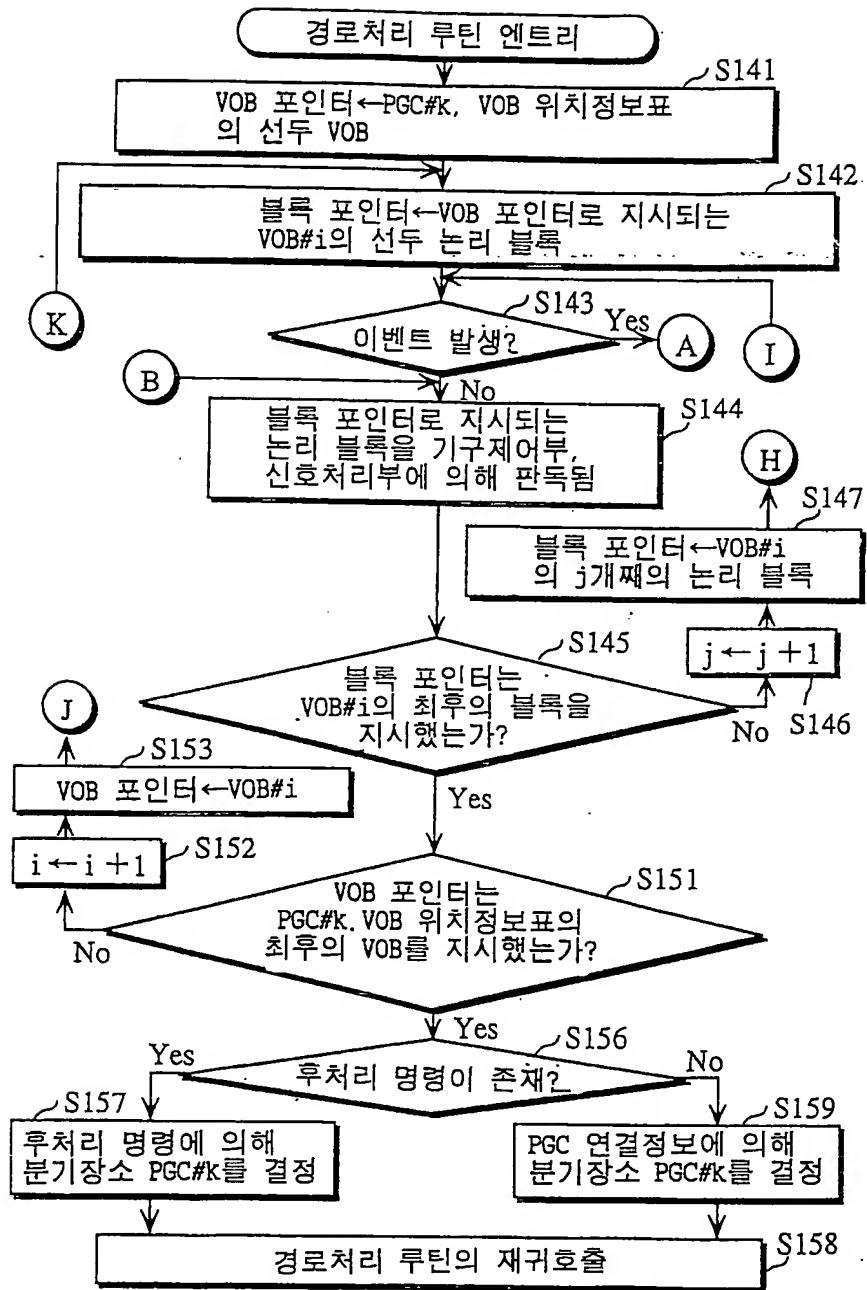 경로처리 루틴 엔트리
S141
VOB 포인터←PGC#k, VOB 위치정보표
의 선두 VOB
S142
블록 포인터←VOB 포인터로 지시되는
VOB#i의 선두 논리 블록
K
S143
이벤트 발생?
Yes
A
I
B
No
S144
블록 포인터로 지시되는
논리 블록을 기구제어부,
신호처리부에 의해 판독됨
H
S147
블록 포인터←VOB#i
의 j개째의 논리 블록
j←j+1
S146
S145
블록 포인터는
VOB#i의 최후의 블록을
지시했는가?
No
Yes
J
S153
VOB 포인터←VOB#i
i←i+1
S152
S151
VOB 포인터는
PGC#k.VOB 위치정보표의
최후의 VOB를 지시했는가?
No
Yes
S156
후처리 명령이 존재?
Yes
No
S157
후처리 명령에 의해
분기장소 PGC#k를 결정
S159
PGC 연결정보에 의해
분기장소 PGC#k를 결정
S158
경로처리 루틴의 재귀호출